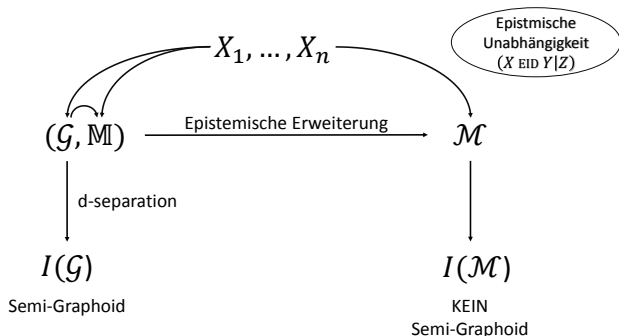 Epistmische
Unabhängigkeit
(X EID Y|Z)
X₁, …, Xₙ
(𝒢, 𝕄)
Epistemische Erweiterung
ℳ
d-separation
I(𝒢)
I(ℳ)
Semi-Graphoid
KEIN
Semi-Graphoid